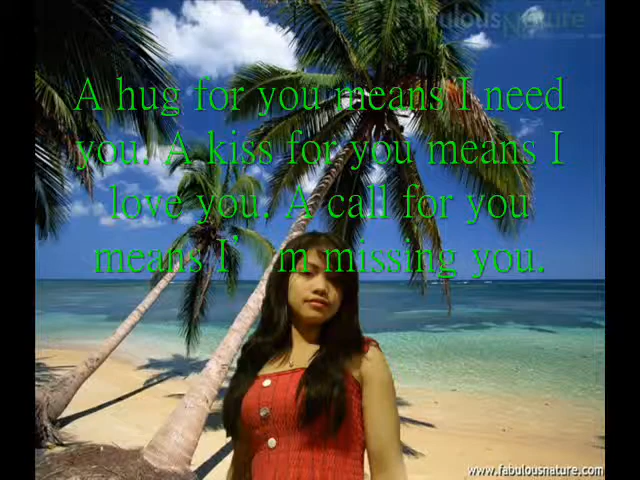 FabulousNature
A hug for you means I need
you. A kiss for you means I
love you. A call for you
means I'm missing you.
www.fabulousnature.com